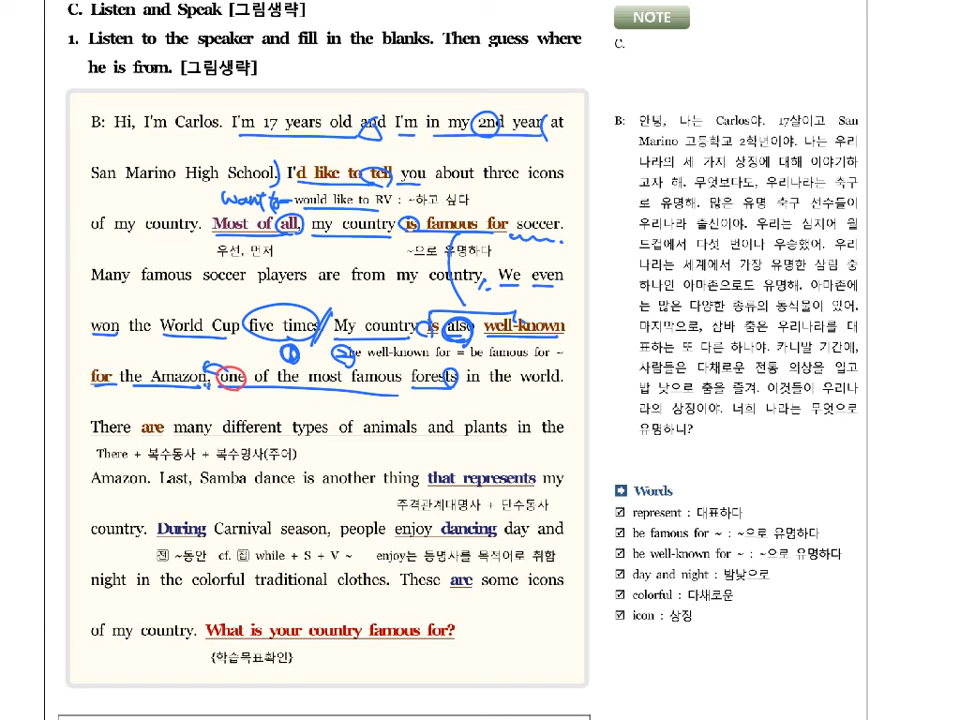 C. Listen and Speak [그림생략]
1. Listen to the speaker and fill in the blanks. Then guess where
he is from. [그림생략]
B: Hi, I'm Carlos. I'm 17 years old and I'm in my 2nd year at
San Marino High School. I'd like to tell you about three icons
want to would like to RV : ~하고 싶다
of my country. Most of all, my country is famous for soccer.
우선, 먼저 ~으로 유명하다
Many famous soccer players are from my country. We even
won the World Cup five times. My country is also well-known
① ② be well-known for = be famous for ~
for the Amazon, one of the most famous forests in the world.
There are many different types of animals and plants in the
There + 복수동사 + 복수명사(주어)
Amazon. Last, Samba dance is another thing that represents my
주격관계대명사 + 단수동사
country. During Carnival season, people enjoy dancing day and
전 ~동안 cf. 접 while + S + V ~ enjoy는 동명사를 목적어로 취함
night in the colorful traditional clothes. These are some icons
of my country. What is your country famous for?
{학습목표확인}
NOTE
C.
B: 안녕, 나는 Carlos야. 17살이고 San
Marino 고등학교 2학년이야. 나는 우리
나라의 세 가지 상징에 대해 이야기하
고자 해. 무엇보다도, 우리나라는 축구
로 유명해. 많은 유명 축구 선수들이
우리나라 출신이야. 우리는 심지어 월
드컵에서 다섯 번이나 우승했어. 우리
나라는 세계에서 가장 유명한 삼림 중
하나인 아마존으로도 유명해. 아마존에
는 많은 다양한 종류의 동식물이 있어.
마지막으로, 삼바 춤은 우리나라를 대
표하는 또 다른 하나야. 카니발 기간에,
사람들은 다채로운 전통 의상을 입고
밤 낮으로 춤을 즐겨. 이것들이 우리나
라의 상징이야. 너희 나라는 무엇으로
유명하니?
Words
represent : 대표하다
be famous for ~ : ~으로 유명하다
be well-known for ~ : ~으로 유명하다
day and night : 밤낮으로
colorful : 다채로운
icon : 상징